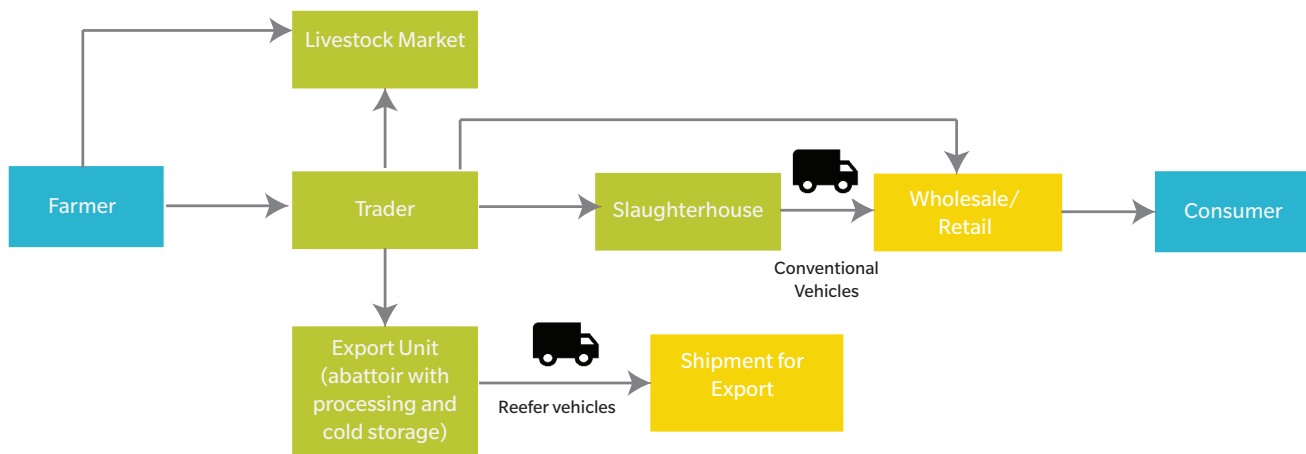 Livestock Market
Farmer
Trader
Slaughterhouse
Wholesale/
Retail
Consumer
Conventional
Vehicles
Export Unit
(abattoir with
processing and
cold storage)
Reefer vehicles
Shipment for
Export